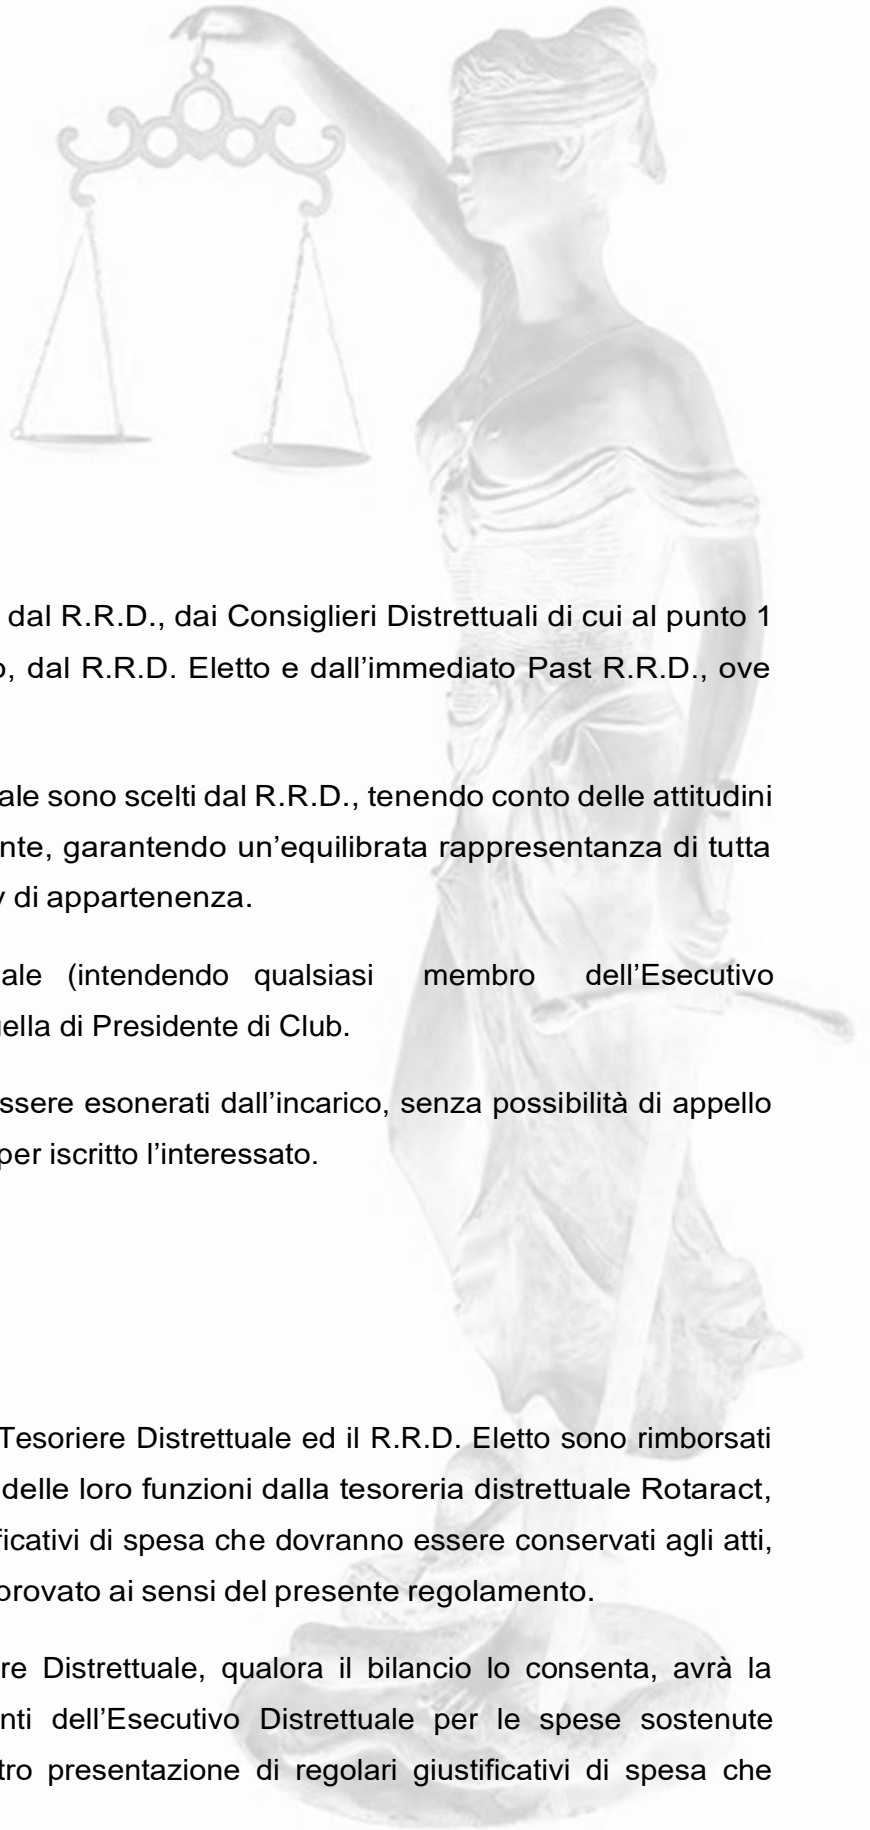 dal R.R.D., dai Consiglieri Distrettuali di cui al punto 1
o, dal R.R.D. Eletto e dall’immediato Past R.R.D., ove
ale sono scelti dal R.R.D., tenendo conto delle attitudini
nte, garantendo un’equilibrata rappresentanza di tutta
di appartenenza.
ale (intendendo qualsiasi membro dell’Esecutivo
uella di Presidente di Club.
ssere esonerati dall’incarico, senza possibilità di appello
per iscritto l’interessato.
Tesoriere Distrettuale ed il R.R.D. Eletto sono rimborsati
delle loro funzioni dalla tesoreria distrettuale Rotaract,
ficativi di spesa che dovranno essere conservati agli atti,
provato ai sensi del presente regolamento.
re Distrettuale, qualora il bilancio lo consenta, avrà la
nti dell’Esecutivo Distrettuale per le spese sostenute
tro presentazione di regolari giustificativi di spesa che